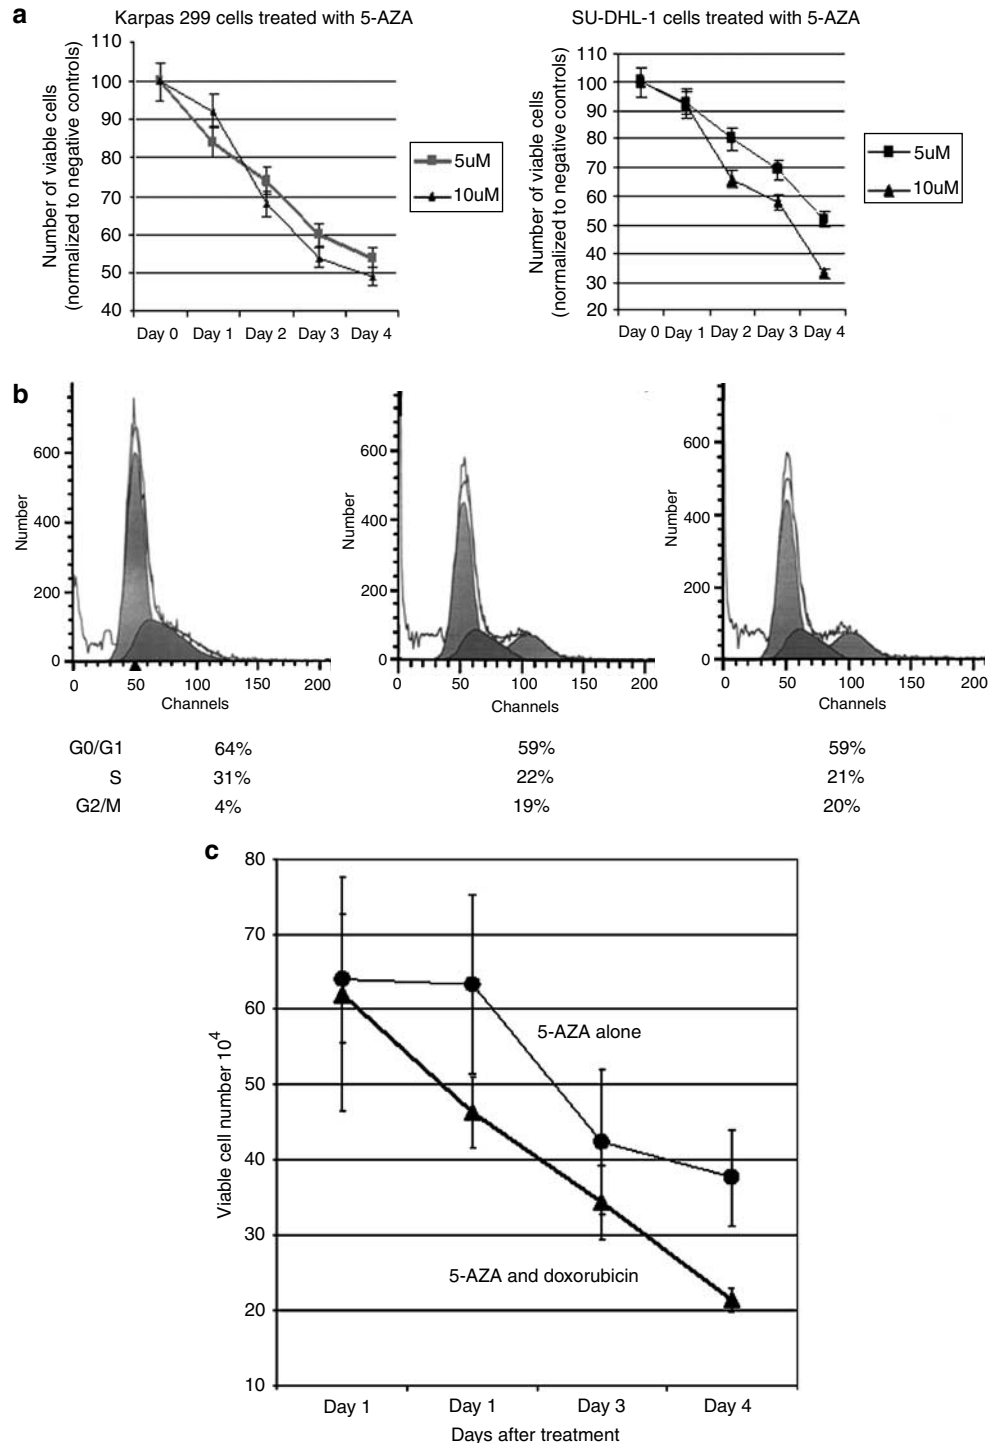 a
Karpas 299 cells treated with 5-AZA
Number of viable cells
(normalized to negative controls)
110
100
90
80
70
60
50
40
Day 0 Day 1 Day 2 Day 3 Day 4
5uM
10uM
SU-DHL-1 cells treated with 5-AZA
Number of viable cells
(normalized to negative controls)
110
100
90
80
70
60
50
40
30
20
Day 0 Day 1 Day 2 Day 3 Day 4
5uM
10uM
b
Number
600
400
200
0
0 50 100 150 200
Channels
Number
600
400
200
0
0 50 100 150 200
Channels
Number
600
400
200
0
0 50 100 150 200
Channels
G0/G1 64% 59% 59%
S 31% 22% 21%
G2/M 4% 19% 20%
c
Viable cell number 10⁴
80
70
60
50
40
30
20
10
5-AZA alone
5-AZA and doxorubicin
Day 1 Day 1 Day 3 Day 4
Days after treatment